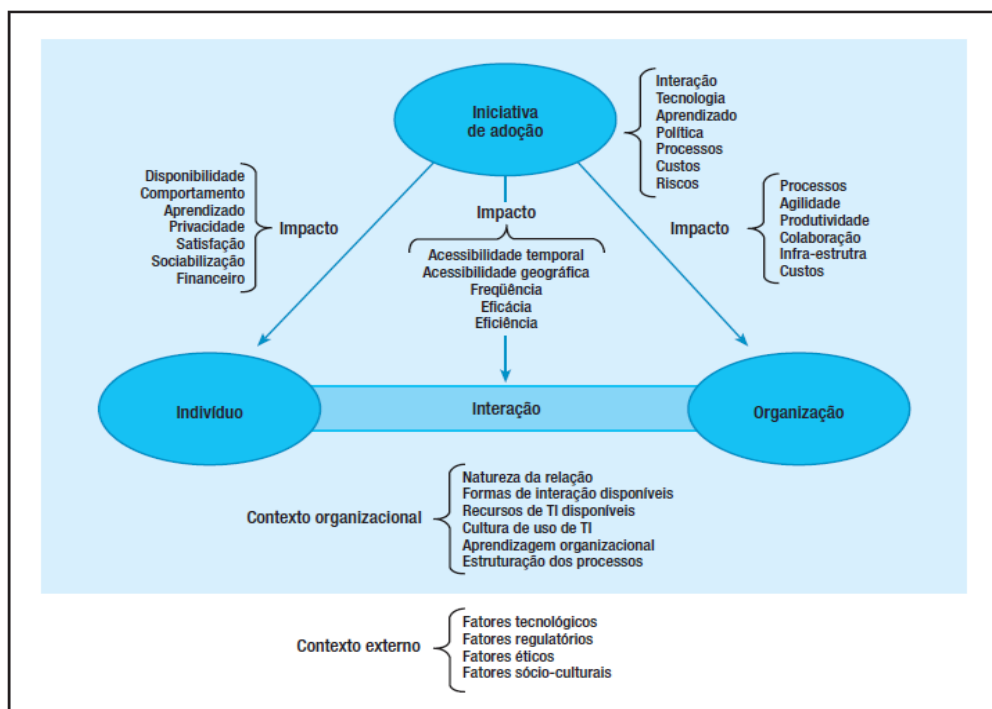 Iniciativa
de adoção
Interação
Tecnologia
Aprendizado
Política
Processos
Custos
Riscos
Disponibilidade
Comportamento
Aprendizado
Privacidade
Satisfação
Sociabilização
Financeiro
Impacto
Impacto
Acessibilidade temporal
Acessibilidade geográfica
Freqüência
Eficácia
Eficiência
Impacto
Processos
Agilidade
Produtividade
Colaboração
Infra-estrutra
Custos
Indivíduo
Interação
Organização
Contexto organizacional
Natureza da relação
Formas de interação disponíveis
Recursos de TI disponíveis
Cultura de uso de TI
Aprendizagem organizacional
Estruturação dos processos
Contexto externo
Fatores tecnológicos
Fatores regulatórios
Fatores éticos
Fatores sócio-culturais